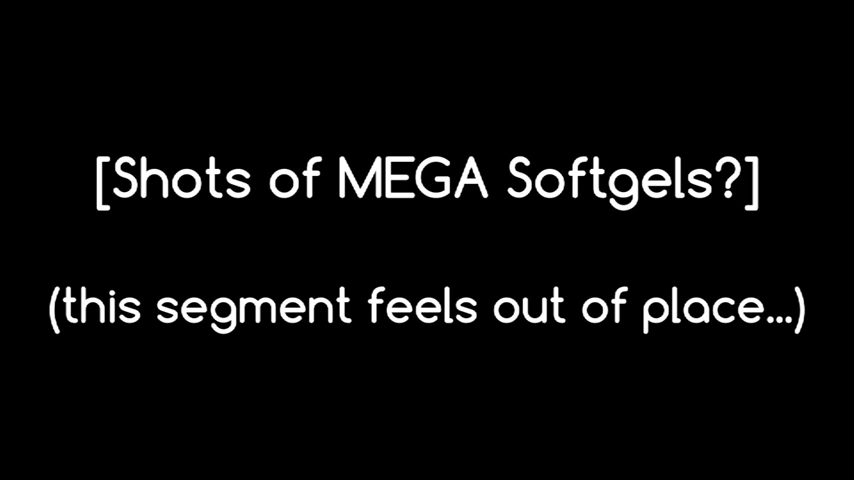 [Shots of MEGA Softgels?]
(this segment feels out of place...)